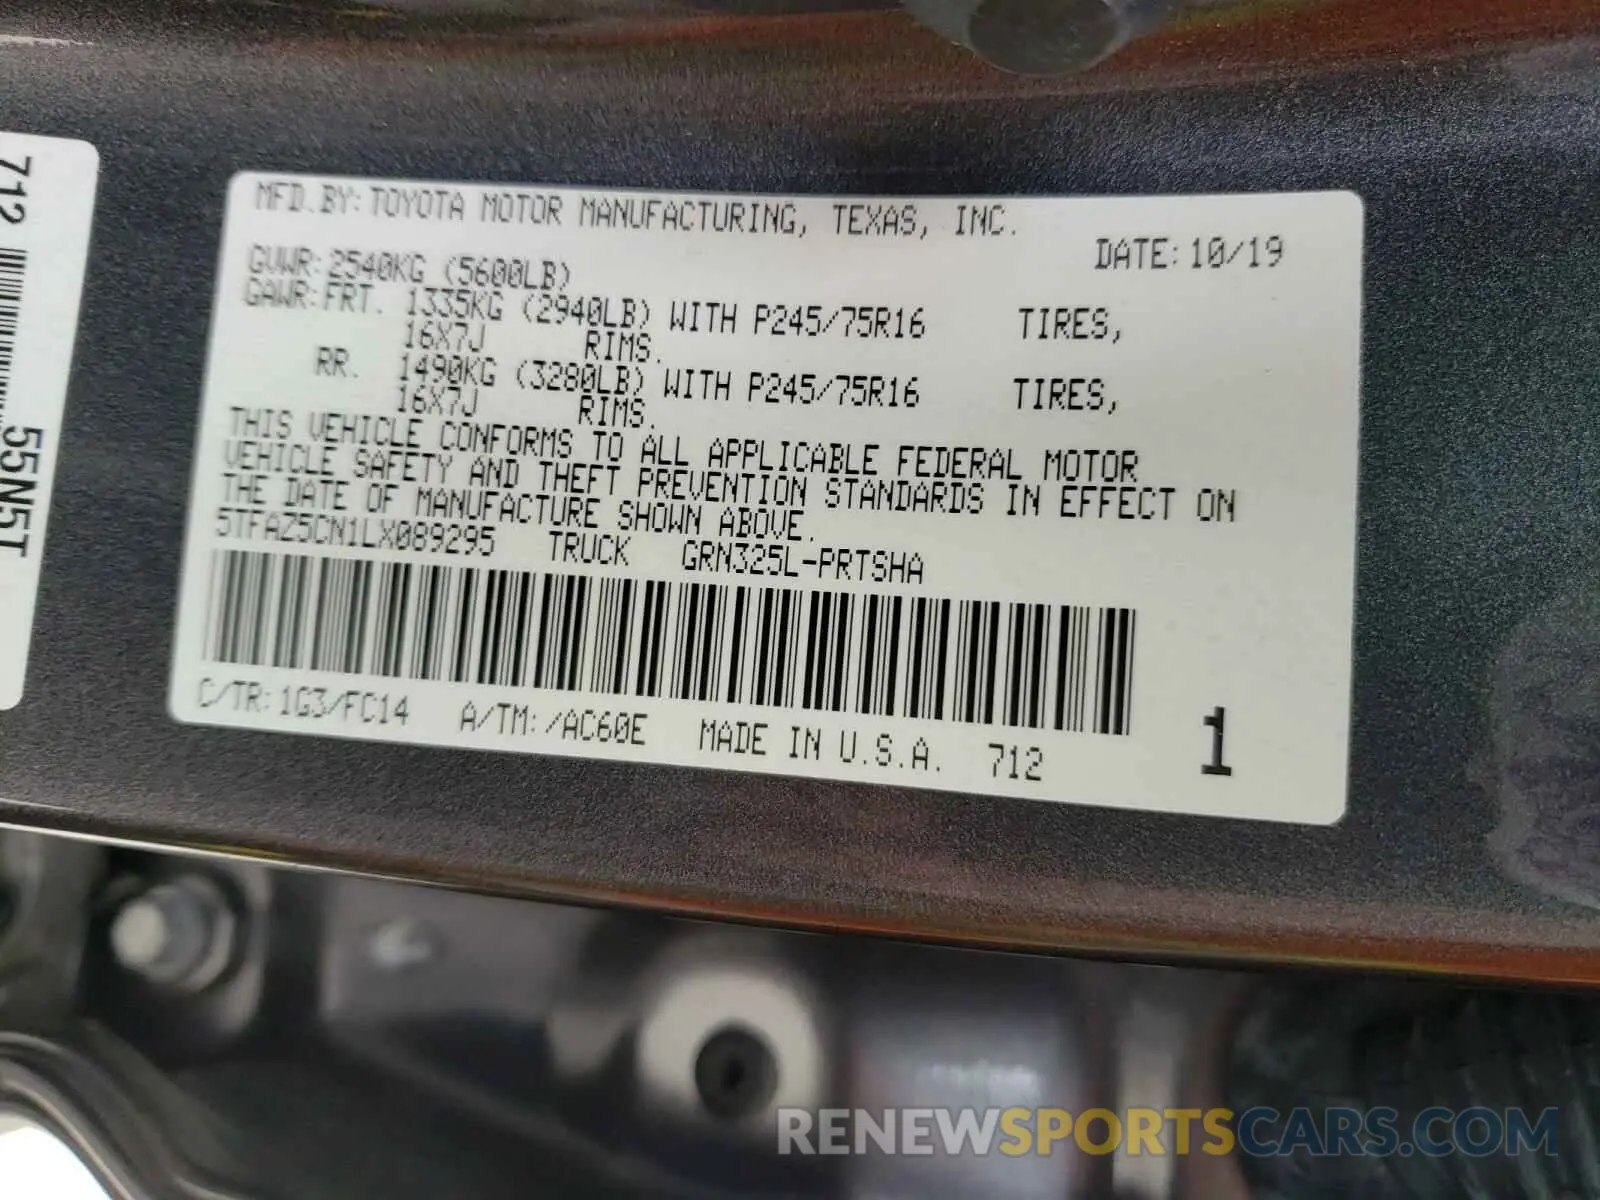 MFD.BY:TOYOTA MOTOR MANUFACTURING, TEXAS, INC.
DATE:10/19
GVWR:2540KG (5600LB)
GAWR:FRT. 1335KG (2940LB) WITH P245/75R16 TIRES,
16X7J RIMS.
RR. 1490KG (3280LB) WITH P245/75R16 TIRES,
16X7J RIMS.
THIS VEHICLE CONFORMS TO ALL APPLICABLE FEDERAL MOTOR
VEHICLE SAFETY AND THEFT PREVENTION STANDARDS IN EFFECT ON
THE DATE OF MANUFACTURE SHOWN ABOVE.
5TFAZ5CN1LX089295 TRUCK GRN325L-PRTSHA
C/TR:1G3/FC14 A/TM:/AC60E MADE IN U.S.A. 712
1
712
55N5T
RENEWSPORTSCARS.COM